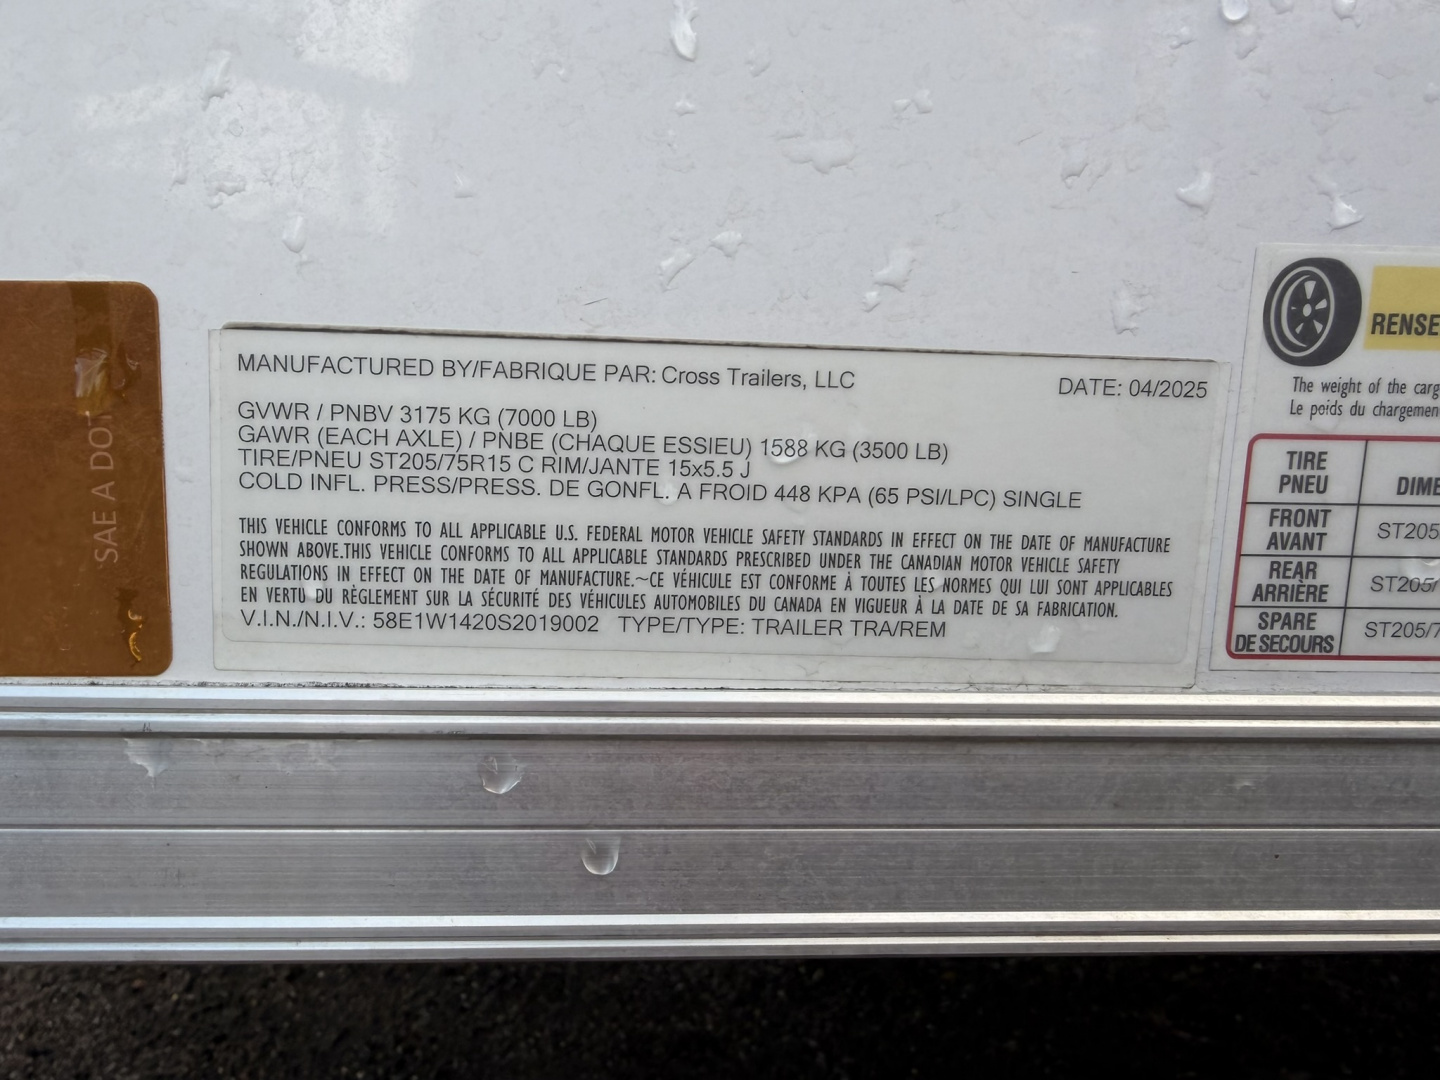 MANUFACTURED BY/FABRIQUE PAR: Cross Trailers, LLC DATE: 04/2025
GVWR / PNBV 3175 KG (7000 LB)
GAWR (EACH AXLE) / PNBE (CHAQUE ESSIEU) 1588 KG (3500 LB)
TIRE/PNEU ST205/75R15 C RIM/JANTE 15x5.5 J
COLD INFL. PRESS/PRESS. DE GONFL. A FROID 448 KPA (65 PSI/LPC) SINGLE
THIS VEHICLE CONFORMS TO ALL APPLICABLE U.S. FEDERAL MOTOR VEHICLE SAFETY STANDARDS IN EFFECT ON THE DATE OF MANUFACTURE
SHOWN ABOVE.THIS VEHICLE CONFORMS TO ALL APPLICABLE STANDARDS PRESCRIBED UNDER THE CANADIAN MOTOR VEHICLE SAFETY
REGULATIONS IN EFFECT ON THE DATE OF MANUFACTURE.~CE VÉHICULE EST CONFORME À TOUTES LES NORMES QUI LUI SONT APPLICABLES
EN VERTU DU RÈGLEMENT SUR LA SÉCURITÉ DES VÉHICULES AUTOMOBILES DU CANADA EN VIGUEUR À LA DATE DE SA FABRICATION.
V.I.N./N.I.V.: 58E1W1420S2019002 TYPE/TYPE: TRAILER TRA/REM
SAE A DOT
RENSE
The weight of the carg
Le poids du chargemen
TIRE DIME
PNEU
FRONT ST205
AVANT
REAR ST205/
ARRIÈRE
SPARE ST205/7
DE SECOURS